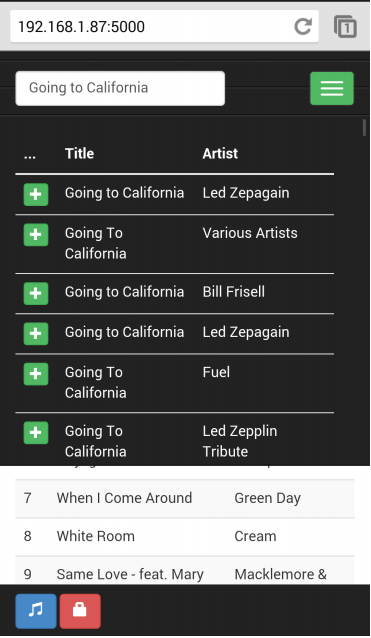 192.168.1.87:5000
1
Going to California
... Title Artist
Going to California Led Zepagain
Going To Various Artists
California
Going to California Bill Frisell
Going to California Led Zepagain
Going To Fuel
California
Going To Led Zepplin
California Tribute
7 When I Come Around Green Day
8 White Room Cream
9 Same Love - feat. Mary Macklemore &